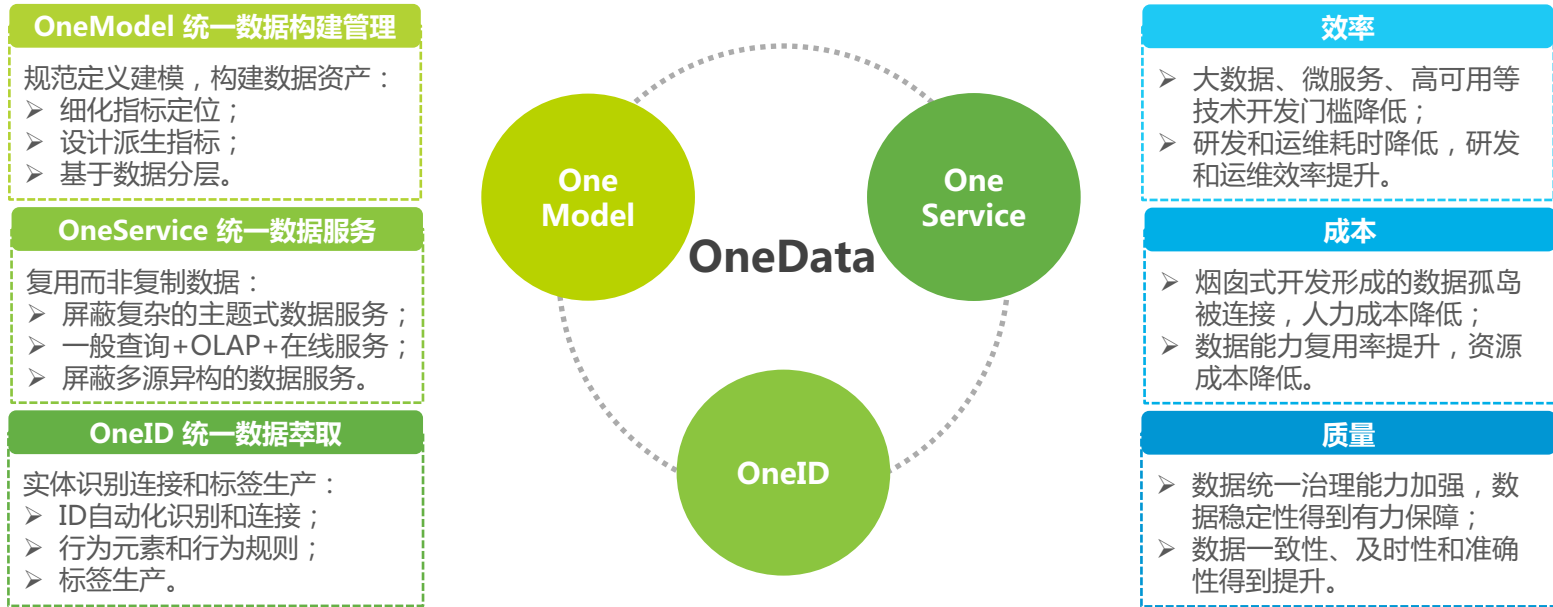 OneModel 统一数据构建管理
规范定义建模，构建数据资产：
➢ 细化指标定位；
➢ 设计派生指标；
➢ 基于数据分层。
OneService 统一数据服务
复用而非复制数据：
➢ 屏蔽复杂的主题式数据服务；
➢ 一般查询+OLAP+在线服务；
➢ 屏蔽多源异构的数据服务。
OneID 统一数据萃取
实体识别连接和标签生产：
➢ ID自动化识别和连接；
➢ 行为元素和行为规则；
➢ 标签生产。
One
Model
One
Service
OneData
OneID
效率
➢ 大数据、微服务、高可用等
技术开发门槛降低；
➢ 研发和运维耗时降低，研发
和运维效率提升。
成本
➢ 烟囱式开发形成的数据孤岛
被连接，人力成本降低；
➢ 数据能力复用率提升，资源
成本降低。
质量
➢ 数据统一治理能力加强，数
据稳定性得到有力保障；
➢ 数据一致性、及时性和准确
性得到提升。